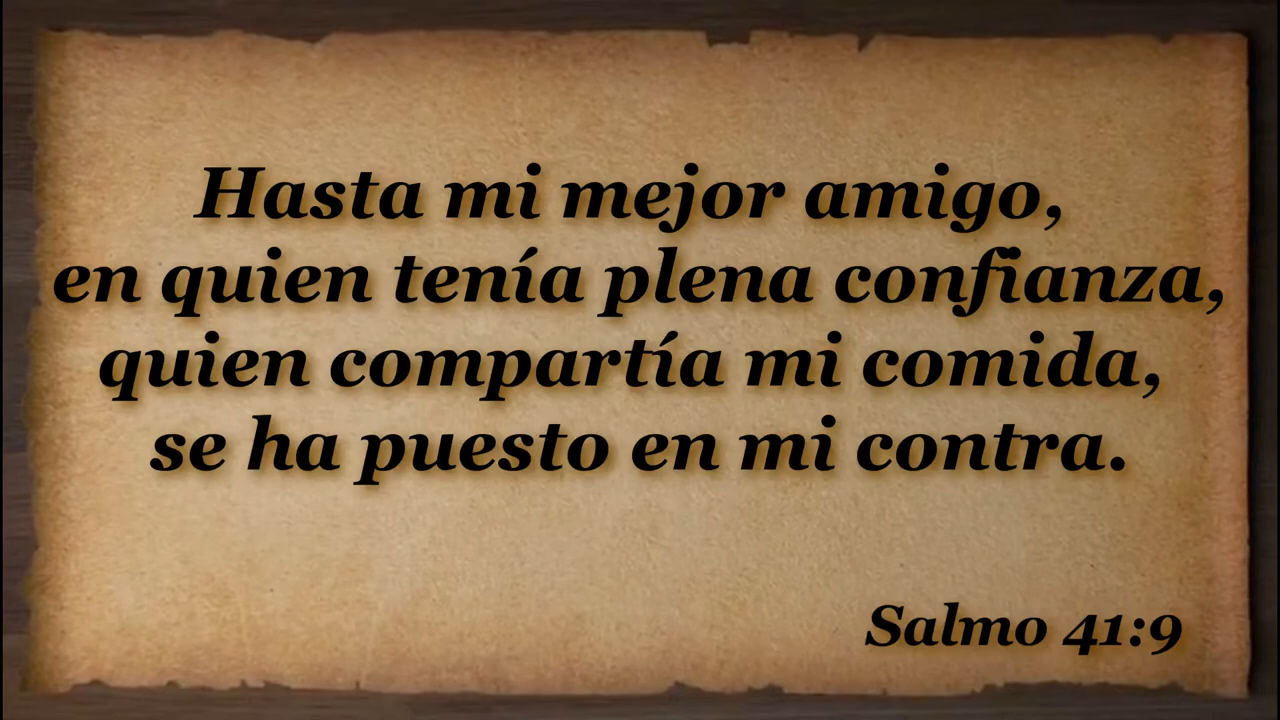 Hasta mi mejor amigo,
en quien tenía plena confianza,
quien compartía mi comida,
se ha puesto en mi contra.
Salmo 41:9